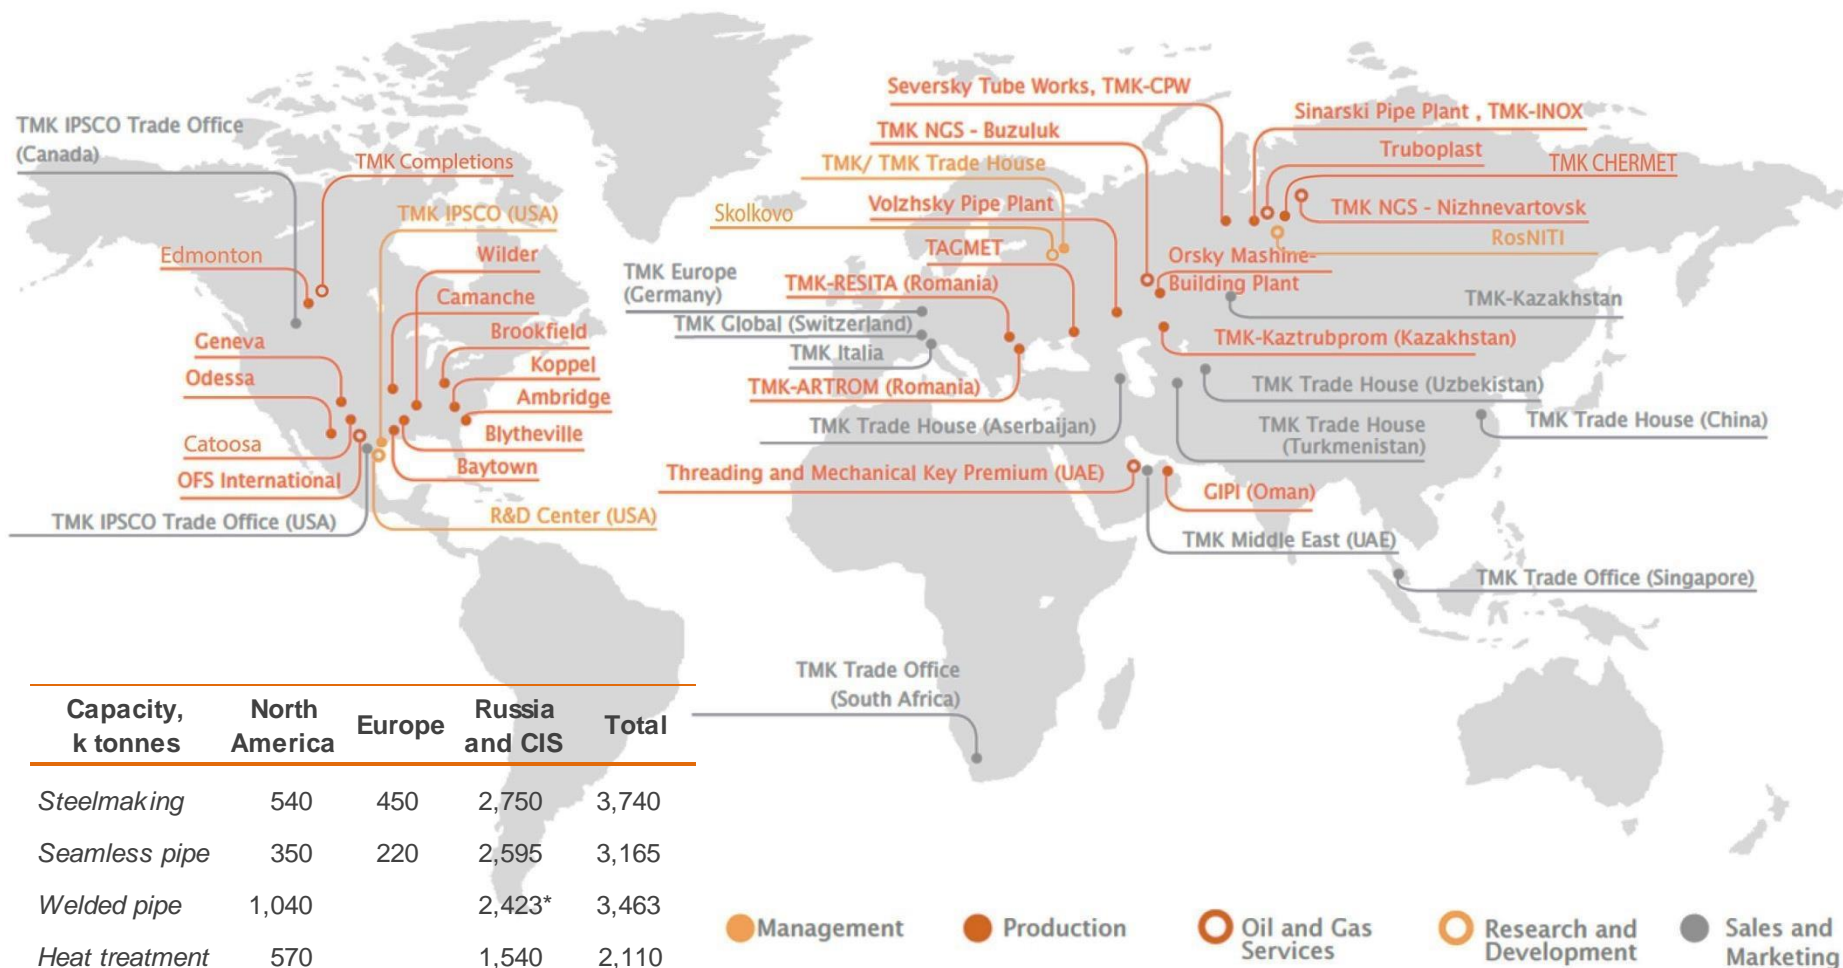 Seversky Tube Works, TMK-CPW
Sinarski Pipe Plant , TMK-INOX
TMK IPSCO Trade Office
(Canada)
TMK NGS - Buzuluk
Truboplast
TMK Completions
TMK/ TMK Trade House
TMK CHERMET
TMK IPSCO (USA)
Skolkovo
Volzhsky Pipe Plant
TMK NGS - Nizhnevartovsk
RosNITI
Edmonton
Wilder
TAGMET
Orsky Mashine-
Building Plant
TMK Europe
(Germany)
TMK-RESITA (Romania)
Camanche
TMK-Kazakhstan
TMK Global (Switzerland)
Brookfield
Geneva
TMK Italia
TMK-Kaztrubprom (Kazakhstan)
Koppel
Odessa
TMK-ARTROM (Romania)
TMK Trade House (Uzbekistan)
Ambridge
TMK Trade House (Aserbaijan)
TMK Trade House
(Turkmenistan)
TMK Trade House (China)
Catoosa
Blytheville
Baytown
OFS International
Threading and Mechanical Key Premium (UAE)
GIPI (Oman)
TMK IPSCO Trade Office (USA)
R&D Center (USA)
TMK Middle East (UAE)
TMK Trade Office (Singapore)
TMK Trade Office
(South Africa)
Capacity, k tonnes North America Europe Russia and CIS Total
Steelmaking 540 450 2,750 3,740
Seamless pipe 350 220 2,595 3,165
Welded pipe 1,040 2,423* 3,463
Heat treatment 570 1,540 2,110
Management
Production
Oil and Gas
Services
Research and
Development
Sales and
Marketing